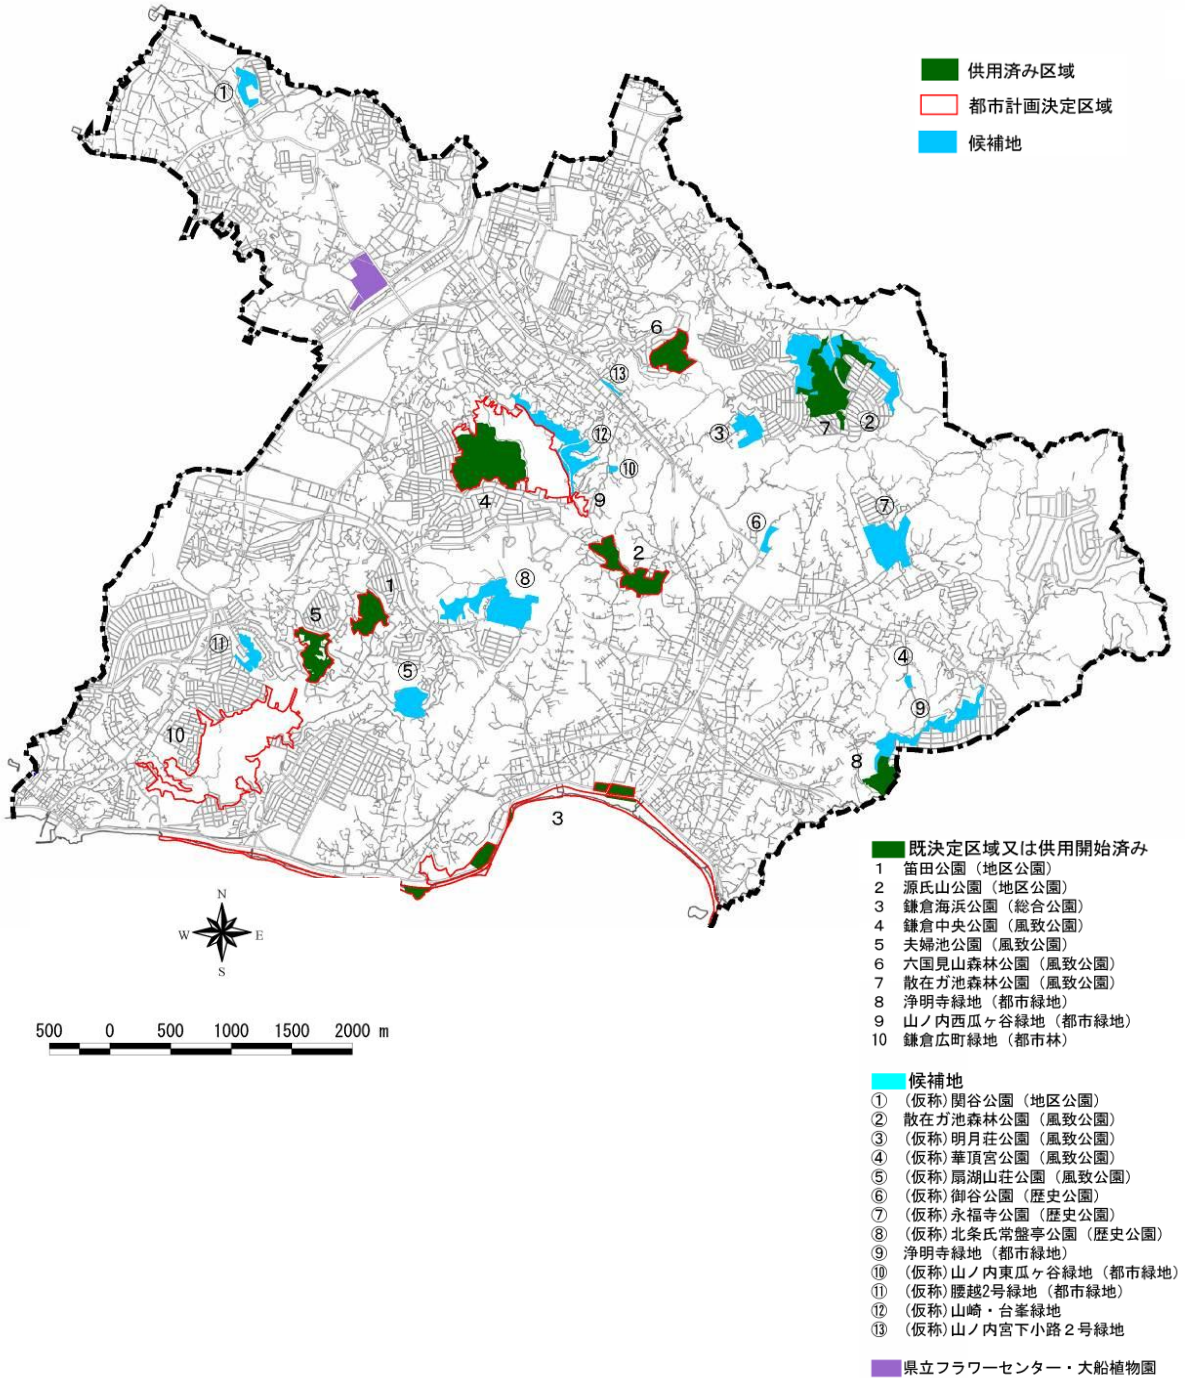 供用済み区域
都市計画決定区域
候補地
①
6
⑬
③
7
②
⑫
⑩
4
9
⑦
⑥
2
⑧
1
5
⑪
⑤
④
⑨
10
8
3
N
W
E
S
500 0 500 1000 1500 2000 m
既決定区域又は供用開始済み
1 笛田公園（地区公園）
2 源氏山公園（地区公園）
3 鎌倉海浜公園（総合公園）
4 鎌倉中央公園（風致公園）
5 夫婦池公園（風致公園）
6 六国見山森林公園（風致公園）
7 散在ガ池森林公園（風致公園）
8 浄明寺緑地（都市緑地）
9 山ノ内西瓜ヶ谷緑地（都市緑地）
10 鎌倉広町緑地（都市林）
候補地
① (仮称)関谷公園（地区公園）
② 散在ガ池森林公園（風致公園）
③ (仮称)明月荘公園（風致公園）
④ (仮称)華頂宮公園（風致公園）
⑤ (仮称)扇湖山荘公園（風致公園）
⑥ (仮称)御谷公園（歴史公園）
⑦ (仮称)永福寺公園（歴史公園）
⑧ (仮称)北条氏常盤亭公園（歴史公園）
⑨ 浄明寺緑地（都市緑地）
⑩ (仮称)山ノ内東瓜ヶ谷緑地（都市緑地）
⑪ (仮称)腰越2号緑地（都市緑地）
⑫ (仮称)山崎・台峯緑地
⑬ (仮称)山ノ内宮下小路２号緑地
県立フラワーセンター・大船植物園